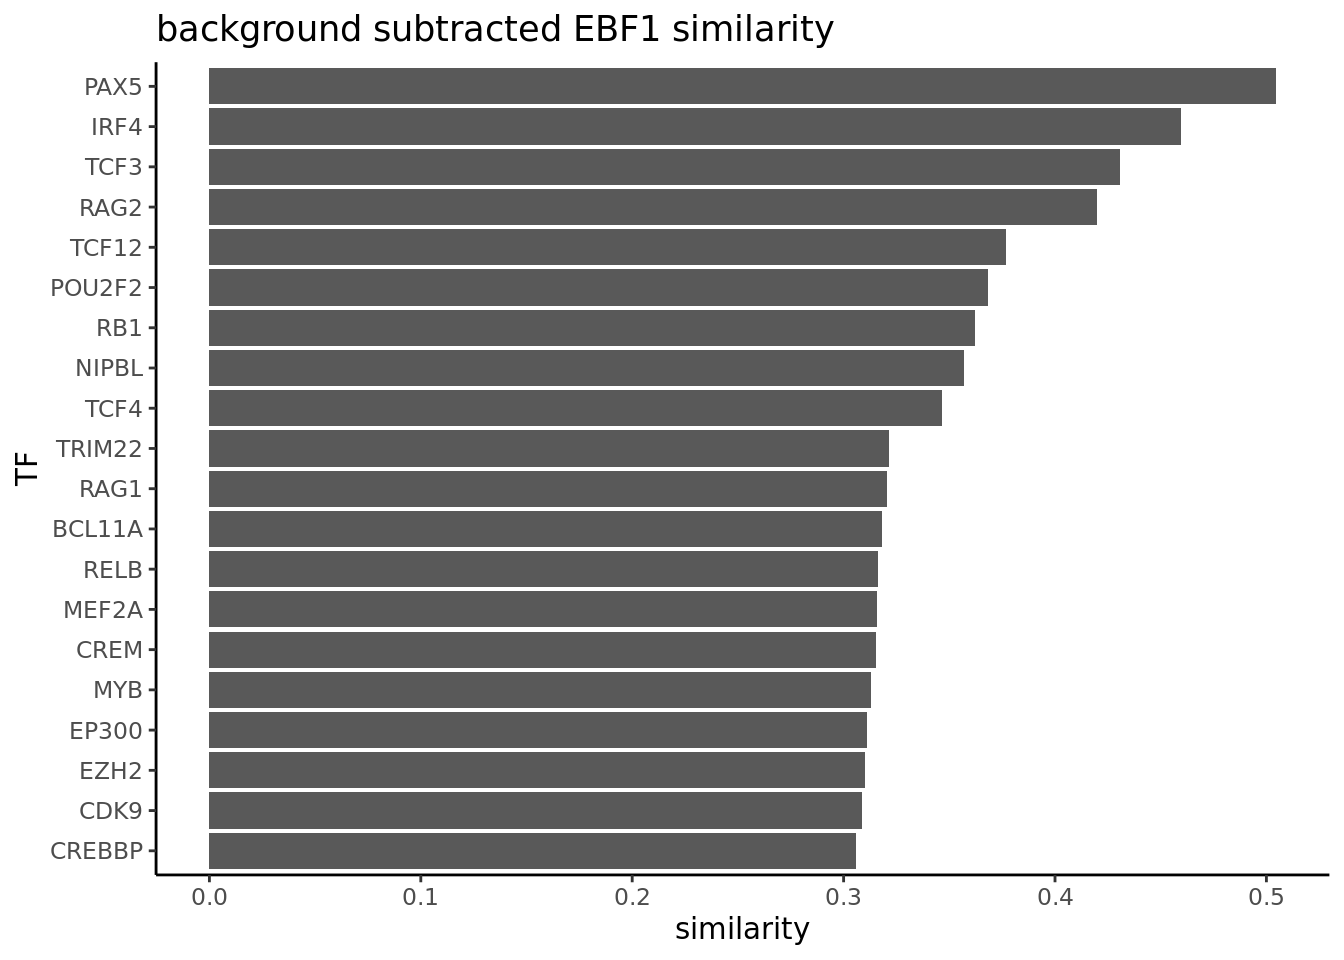 background subtracted EBF1 similarity
PAX5
IRF4
TCF3
RAG2
TCF12
POU2F2
RB1
NIPBL
TCF4
TRIM22
RAG1
BCL11A
RELB
MEF2A
CREM
MYB
EP300
EZH2
CDK9
CREBBP
TF
0.0 0.1 0.2 0.3 0.4 0.5
similarity